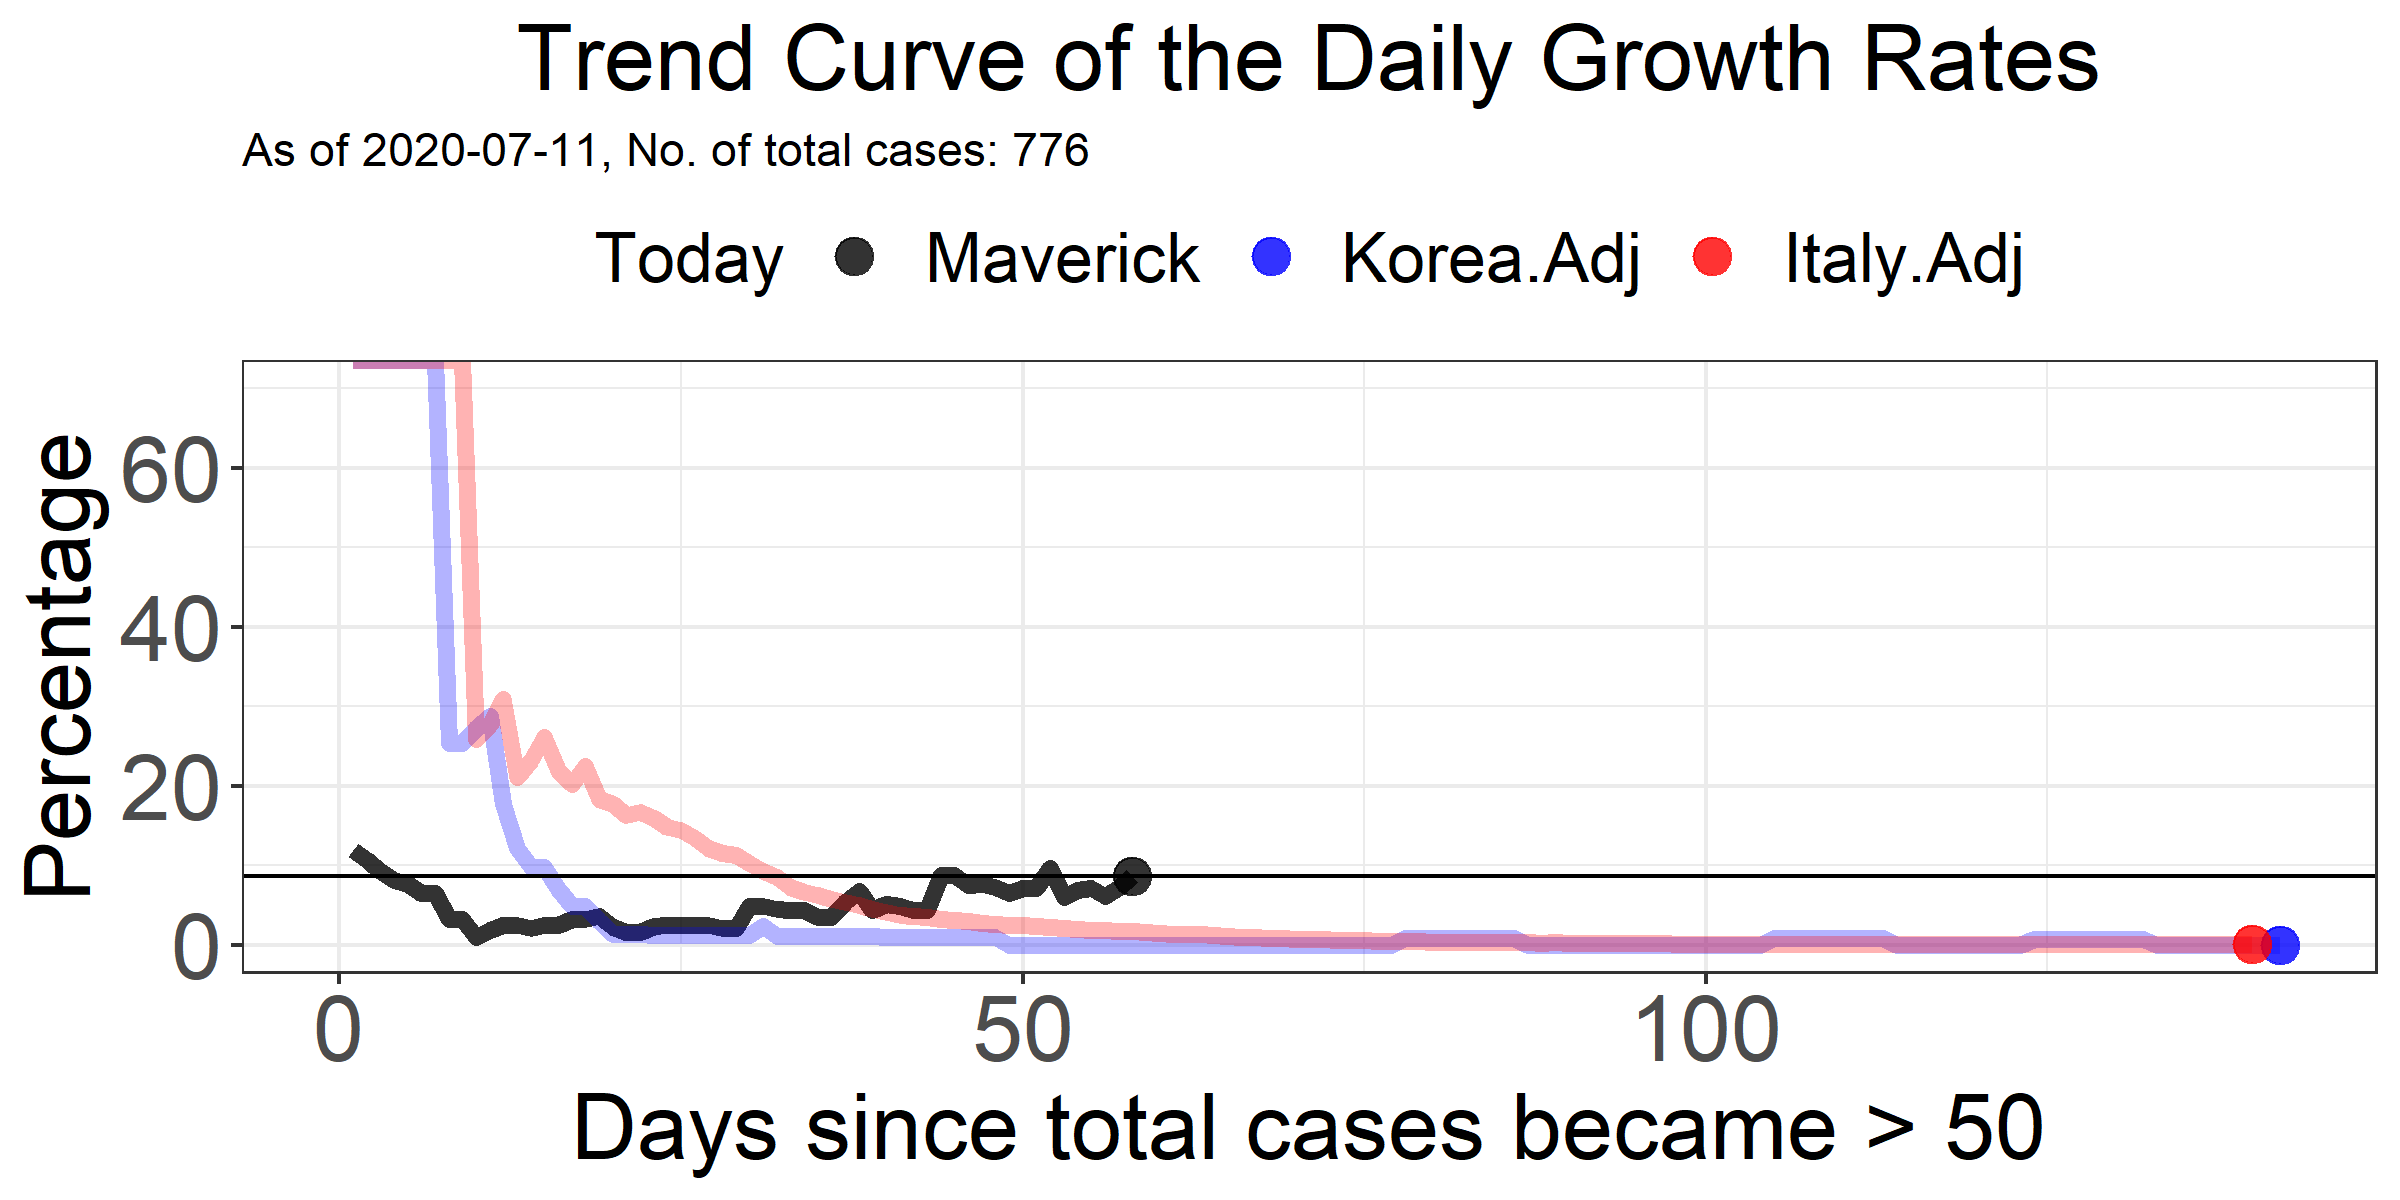 Trend Curve of the Daily Growth Rates
As of 2020-07-11, No. of total cases: 776
Today Maverick Korea.Adj Italy.Adj
Percentage
60
40
20
0
0 50 100
Days since total cases became > 50